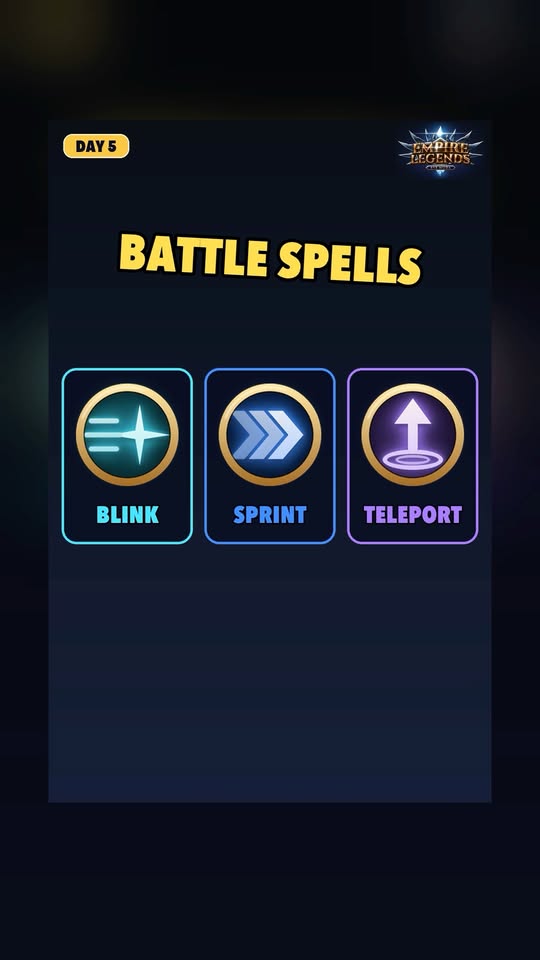 DAY 5
EMPIRE
LEGENDS
BATTLE SPELLS
BLINK
SPRINT
TELEPORT